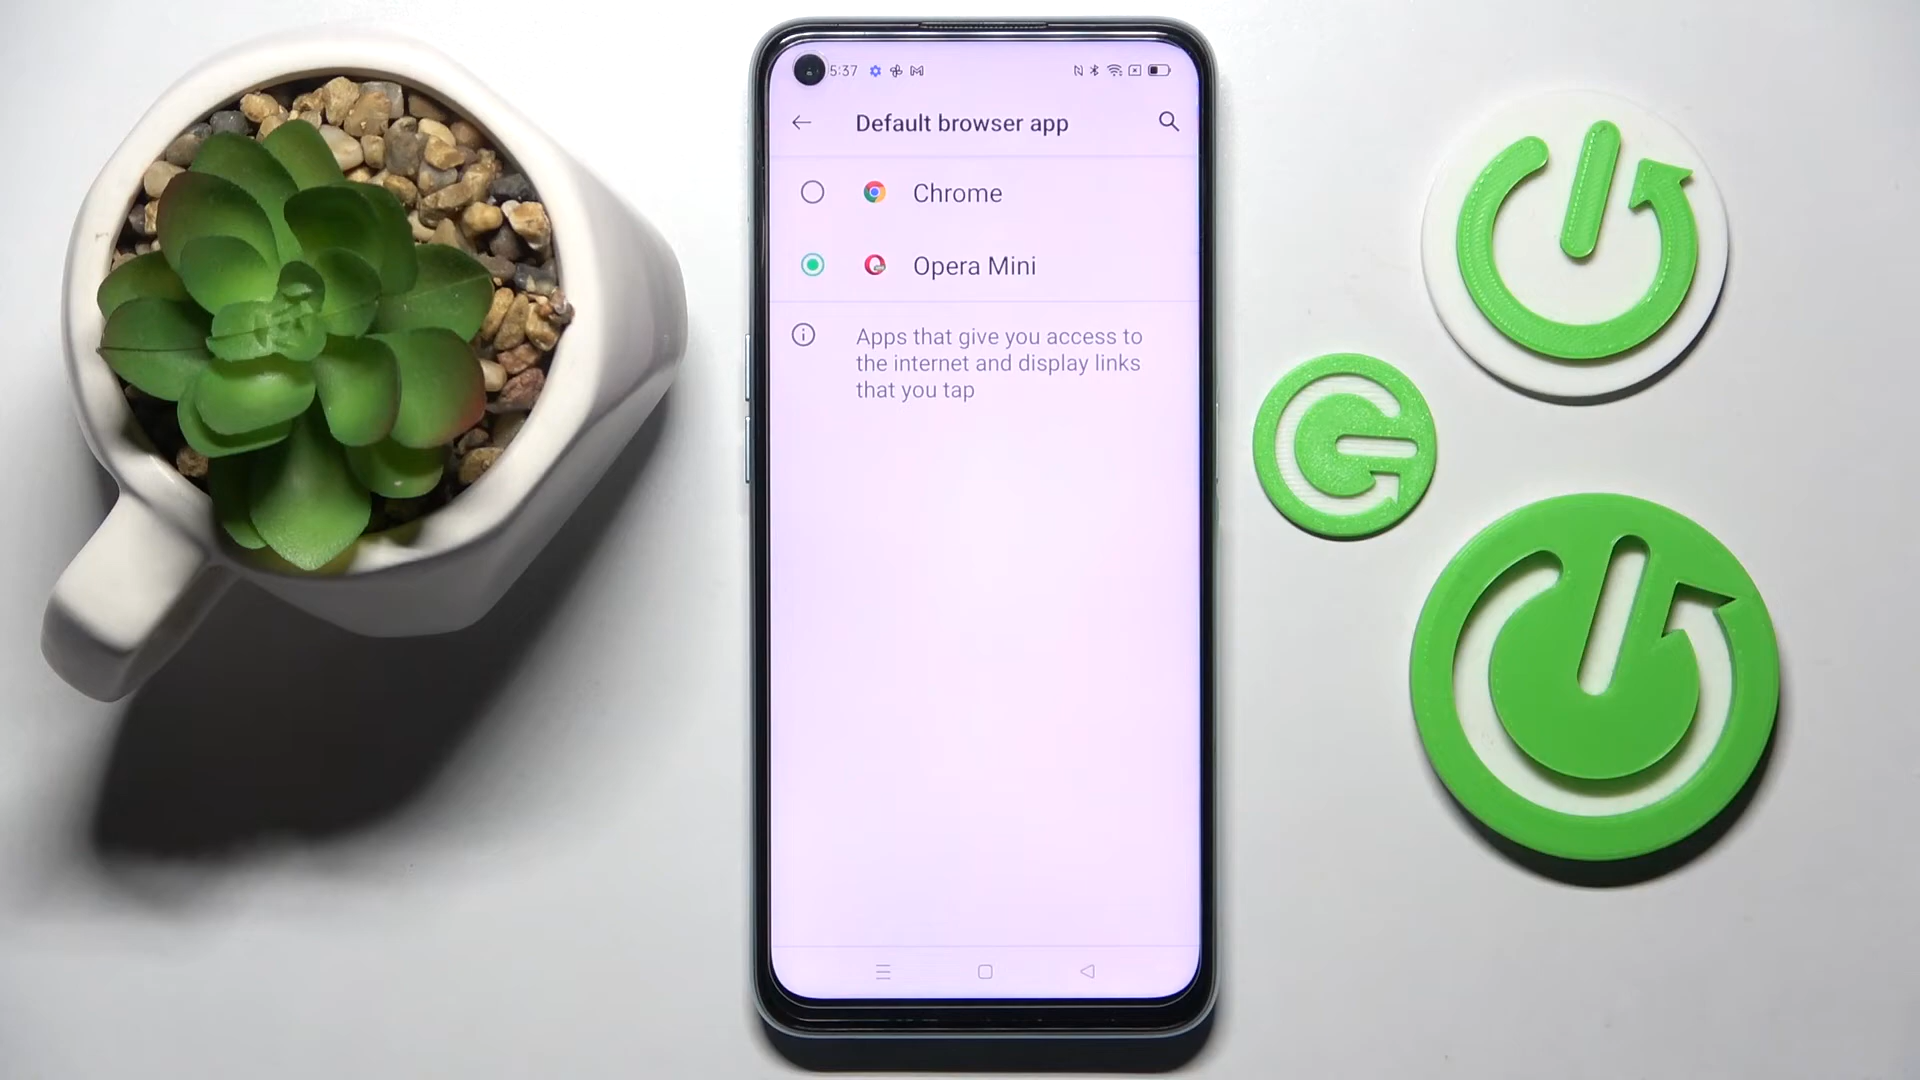 5:37
Default browser app
Chrome
Opera Mini
Apps that give you access to
the internet and display links
that you tap